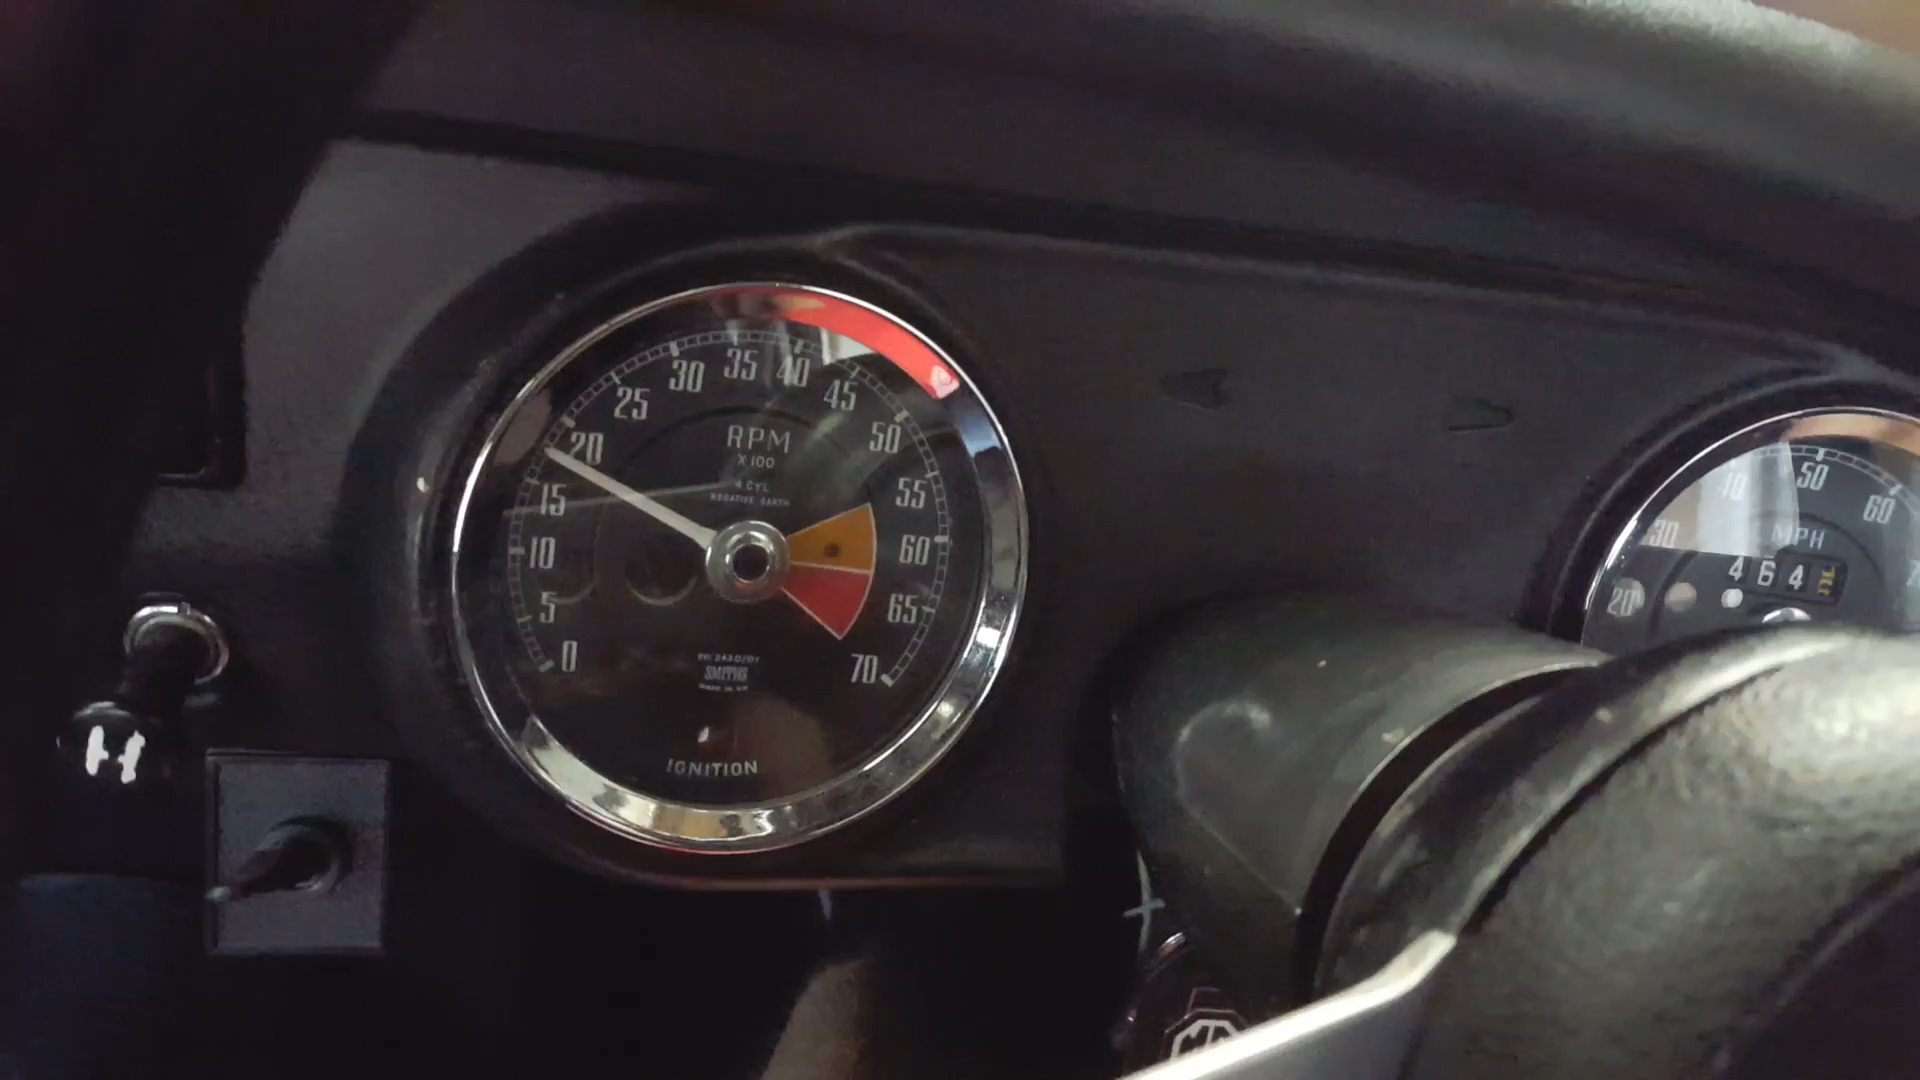 0 5 10 15 20 25 30 35 40 45 50 55 60 65 70
RPM
X 100
4 CYL
NEGATIVE EARTH
SMITHS
IGNITION
H
20 30 40 50 60
MPH
4 6 4
MG